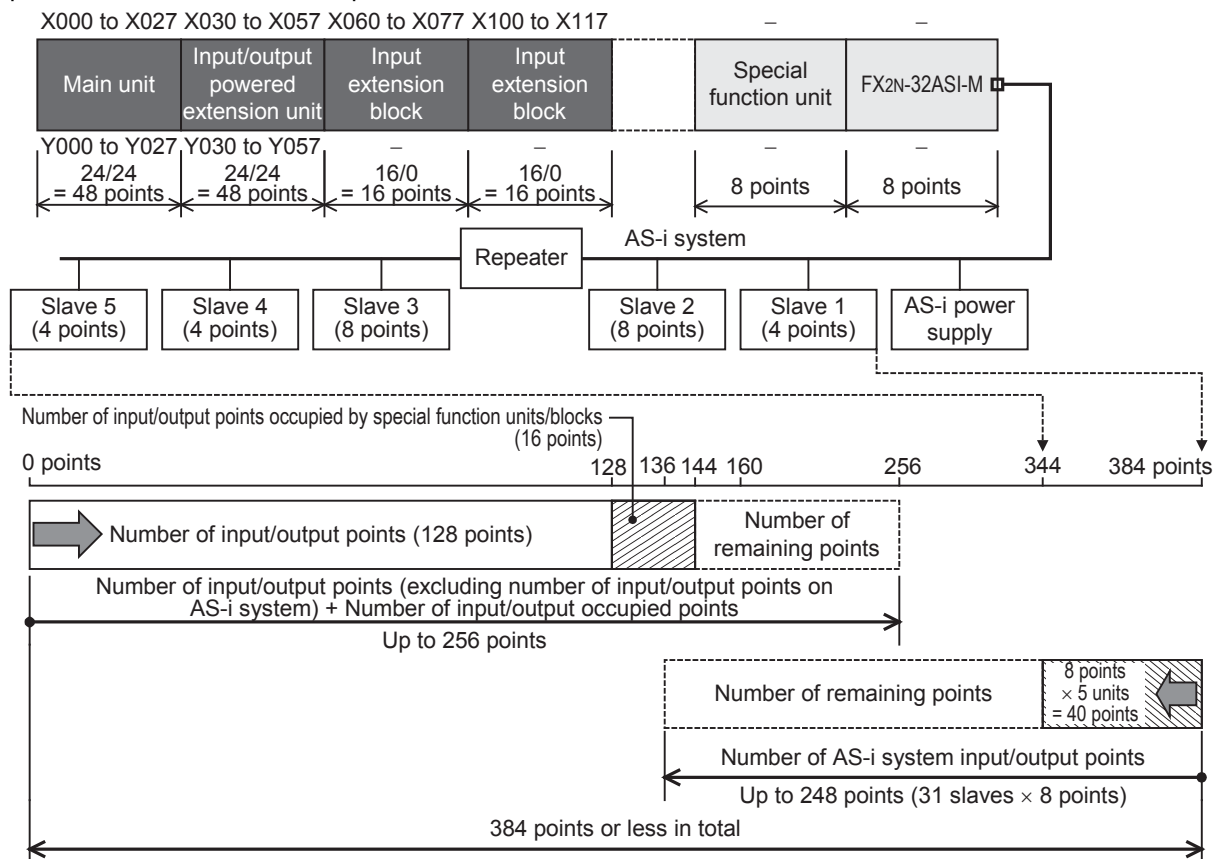 X000 to X027 X030 to X057 X060 to X077 X100 to X117 – –
Main unit
Input/output
powered
extension unit
Input
extension
block
Input
extension
block
Special
function unit
FX2N-32ASI-M
Y000 to Y027 Y030 to Y057 – – – –
24/24
= 48 points
24/24
= 48 points
16/0
= 16 points
16/0
= 16 points
8 points
8 points
AS-i system
Repeater
Slave 5
(4 points)
Slave 4
(4 points)
Slave 3
(8 points)
Slave 2
(8 points)
Slave 1
(4 points)
AS-i power
supply
Number of input/output points occupied by special function units/blocks
(16 points)
0 points 128 136 144 160 256 344 384 points
Number of input/output points (128 points)
Number of
remaining points
Number of input/output points (excluding number of input/output points on
AS-i system) + Number of input/output occupied points
Up to 256 points
Number of remaining points
8 points
× 5 units
= 40 points
Number of AS-i system input/output points
Up to 248 points (31 slaves × 8 points)
384 points or less in total